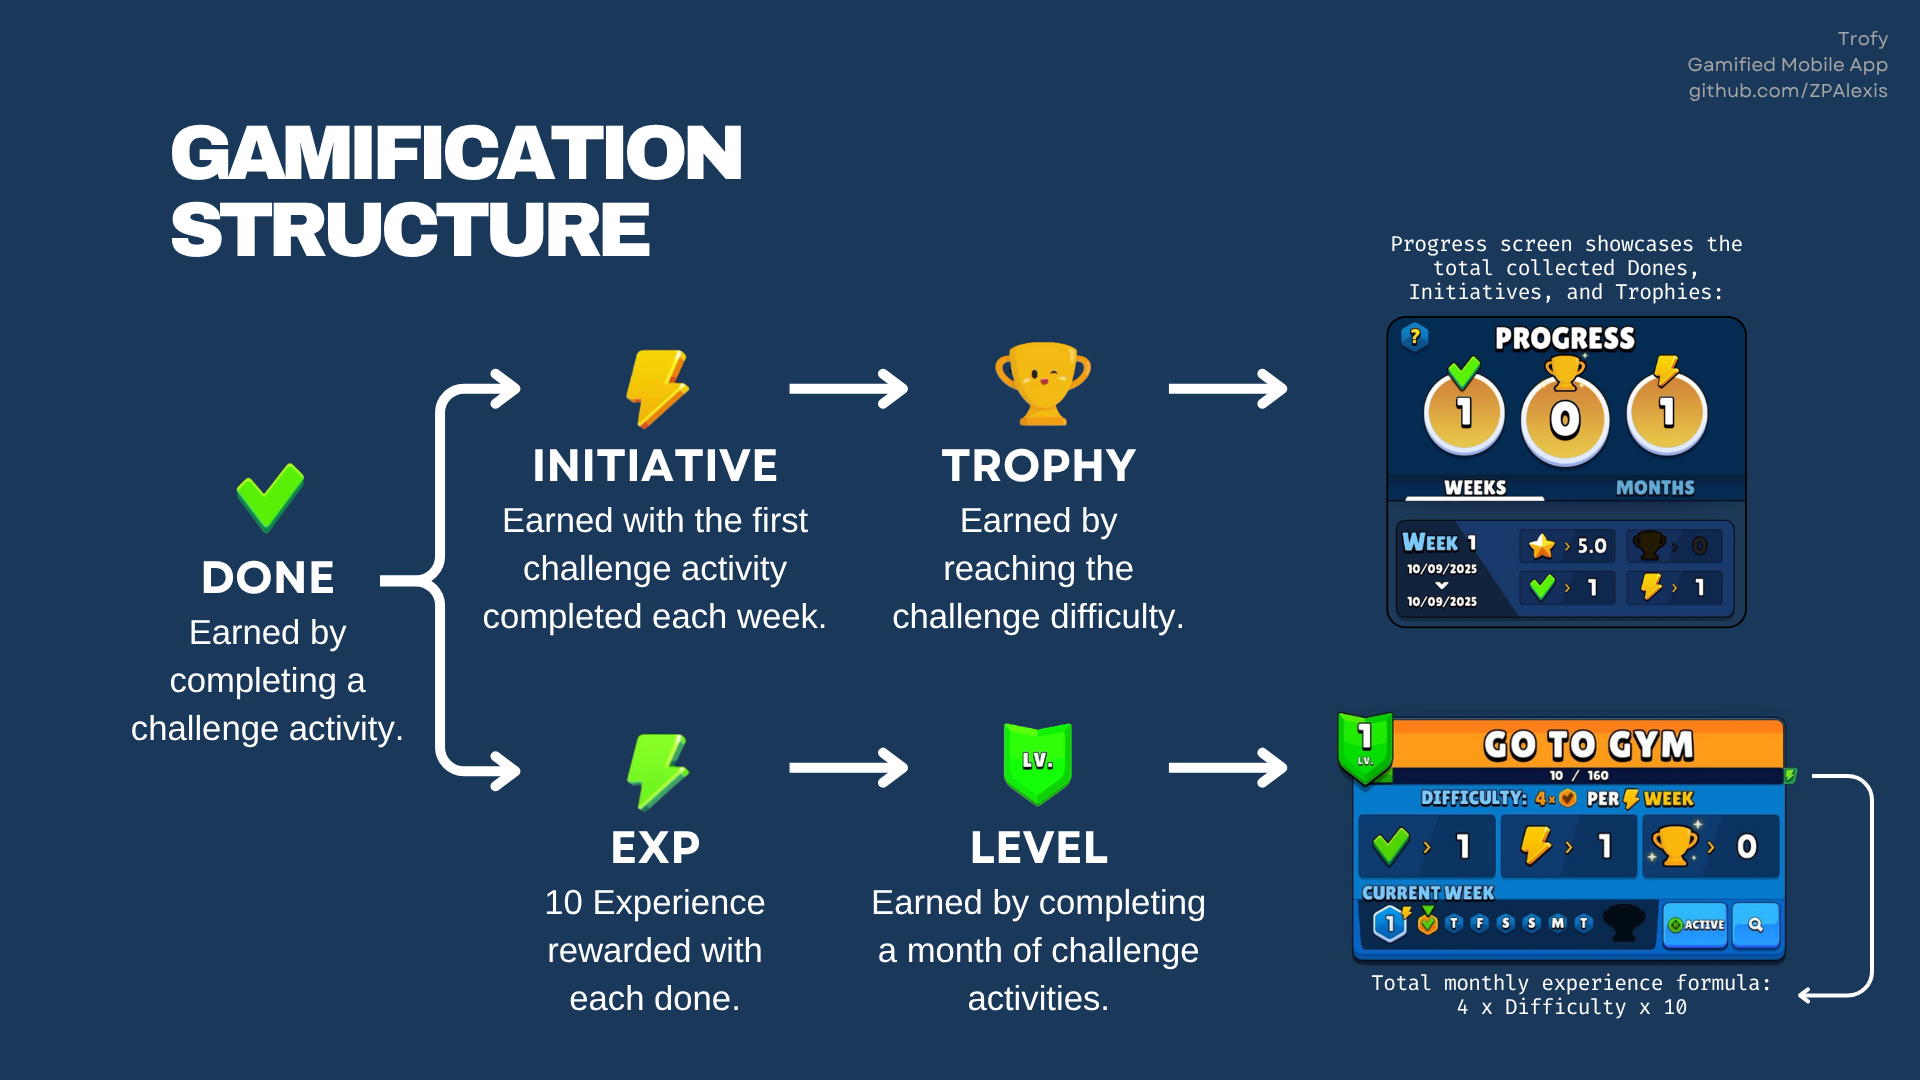 Trofy
Gamified Mobile App
github.com/ZPAlexis
GAMIFICATION
STRUCTURE
DONE
Earned by
completing a
challenge activity.
INITIATIVE
Earned with the first
challenge activity
completed each week.
TROPHY
Earned by
reaching the
challenge difficulty.
Progress screen showcases the
total collected Dones,
Initiatives, and Trophies:
?
PROGRESS
1 0 1
WEEKS MONTHS
WEEK 1
10/09/2025
10/09/2025
› 5.0 › 0
› 1 › 1
EXP
10 Experience
rewarded with
each done.
LV.
LEVEL
Earned by completing
a month of challenge
activities.
1
LV.
GO TO GYM
10 / 160
DIFFICULTY: 4x PER WEEK
› 1 › 1 › 0
CURRENT WEEK
1 T F S S M T ACTIVE
Total monthly experience formula:
4 x Difficulty x 10